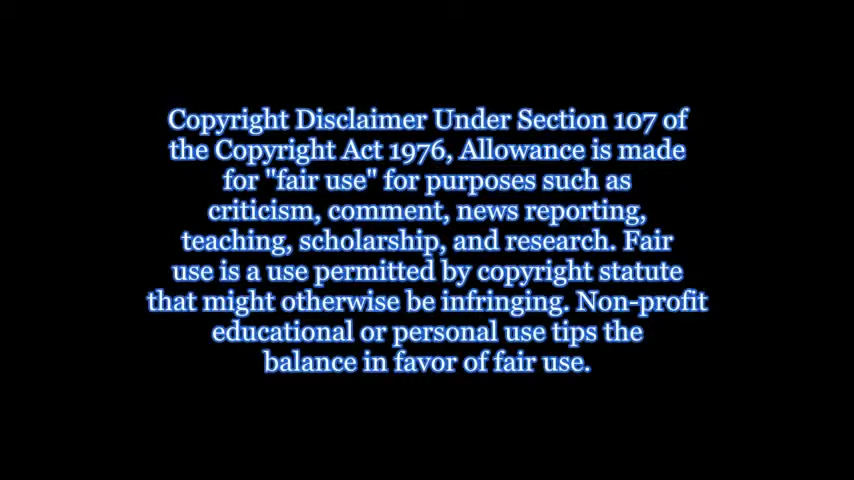 Copyright Disclaimer Under Section 107 of
the Copyright Act 1976, Allowance is made
for "fair use" for purposes such as
criticism, comment, news reporting,
teaching, scholarship, and research. Fair
use is a use permitted by copyright statute
that might otherwise be infringing. Non-profit
educational or personal use tips the
balance in favor of fair use.